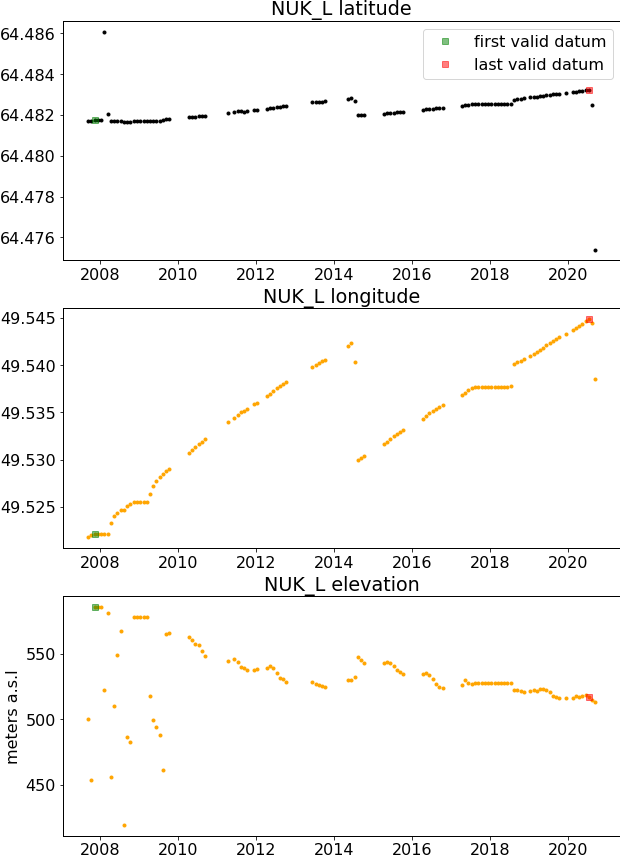 NUK_L latitude
64.486
64.484
64.482
64.480
64.478
64.476
first valid datum
last valid datum
2008 2010 2012 2014 2016 2018 2020
NUK_L longitude
49.545
49.540
49.535
49.530
49.525
2008 2010 2012 2014 2016 2018 2020
NUK_L elevation
meters a.s.l
550
500
450
2008 2010 2012 2014 2016 2018 2020